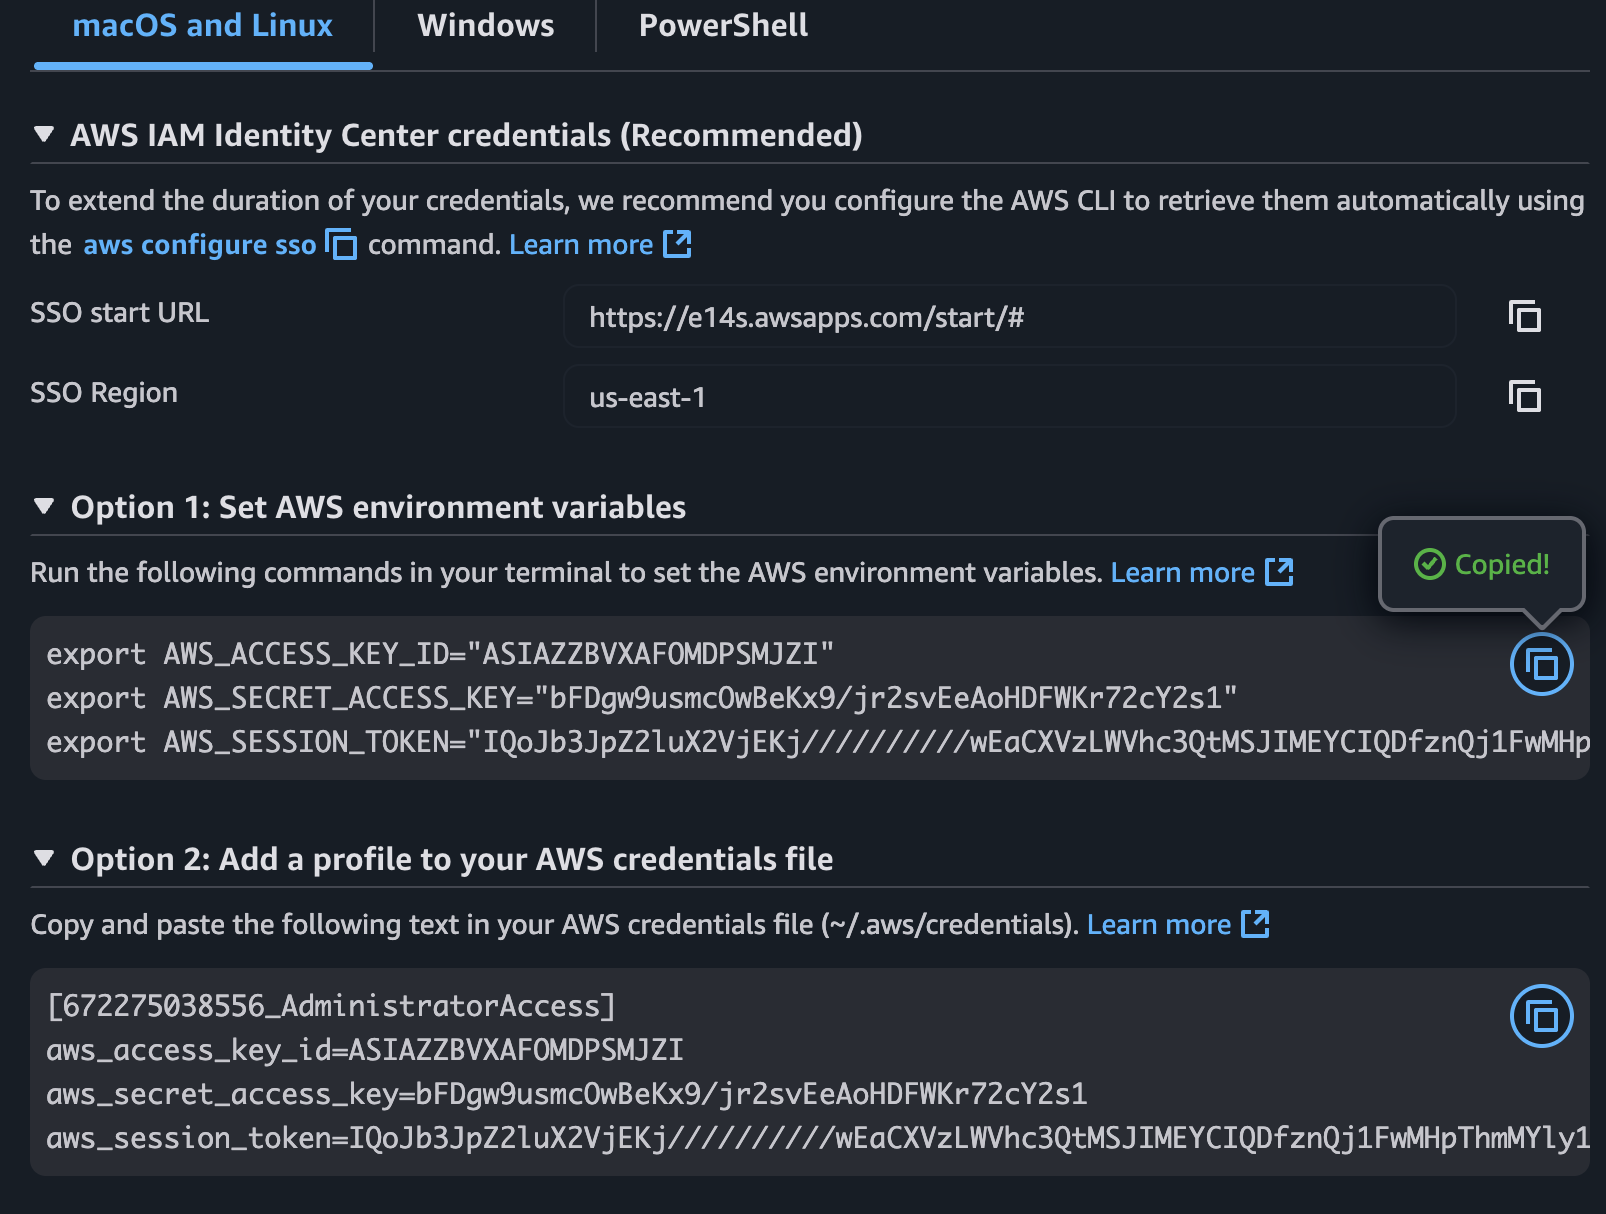 macOS and Linux
Windows
PowerShell
AWS IAM Identity Center credentials (Recommended)
To extend the duration of your credentials, we recommend you configure the AWS CLI to retrieve them automatically using
the aws configure sso command. Learn more
SSO start URL
https://e14s.awsapps.com/start/#
SSO Region
us-east-1
Option 1: Set AWS environment variables
Copied!
Run the following commands in your terminal to set the AWS environment variables. Learn more
export AWS_ACCESS_KEY_ID="ASIAZZBVXAFOMDPSMJZI"
export AWS_SECRET_ACCESS_KEY="bFDgw9usmcOwBeKx9/jr2svEeAoHDFWKr72cY2s1"
export AWS_SESSION_TOKEN="IQoJb3JpZ2luX2VjEKj//////////wEaCXVzLWVhc3QtMSJIMEYCIQDfznQj1FwMHp
Option 2: Add a profile to your AWS credentials file
Copy and paste the following text in your AWS credentials file (~/.aws/credentials). Learn more
[672275038556_AdministratorAccess]
aws_access_key_id=ASIAZZBVXAFOMDPSMJZI
aws_secret_access_key=bFDgw9usmcOwBeKx9/jr2svEeAoHDFWKr72cY2s1
aws_session_token=IQoJb3JpZ2luX2VjEKj//////////wEaCXVzLWVhc3QtMSJIMEYCIQDfznQj1FwMHpThmMYly1